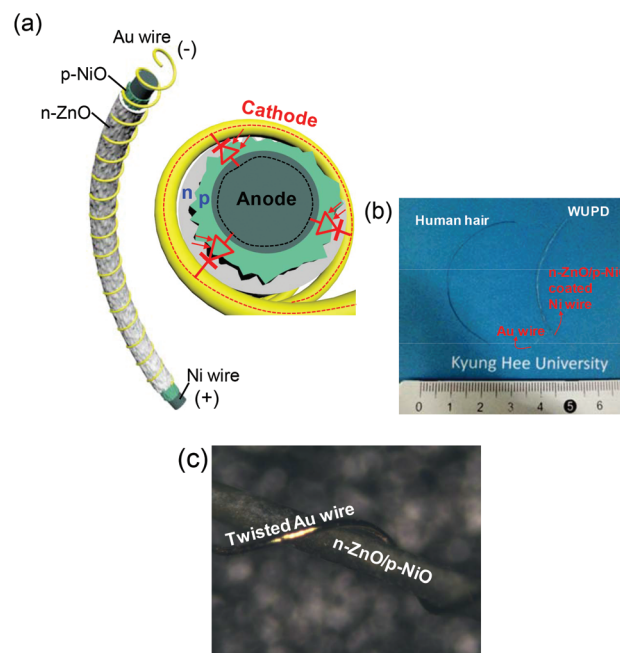 (a)
Au wire
(-)
p-NiO
n-ZnO
Cathode
n
p
Anode
Ni wire
(+)
(b)
Human hair
WUPD
n-ZnO/p-Ni
coated
Ni wire
Au wire
Kyung Hee University
0 1 2 3 4 5 6
(c)
Twisted Au wire
n-ZnO/p-NiO